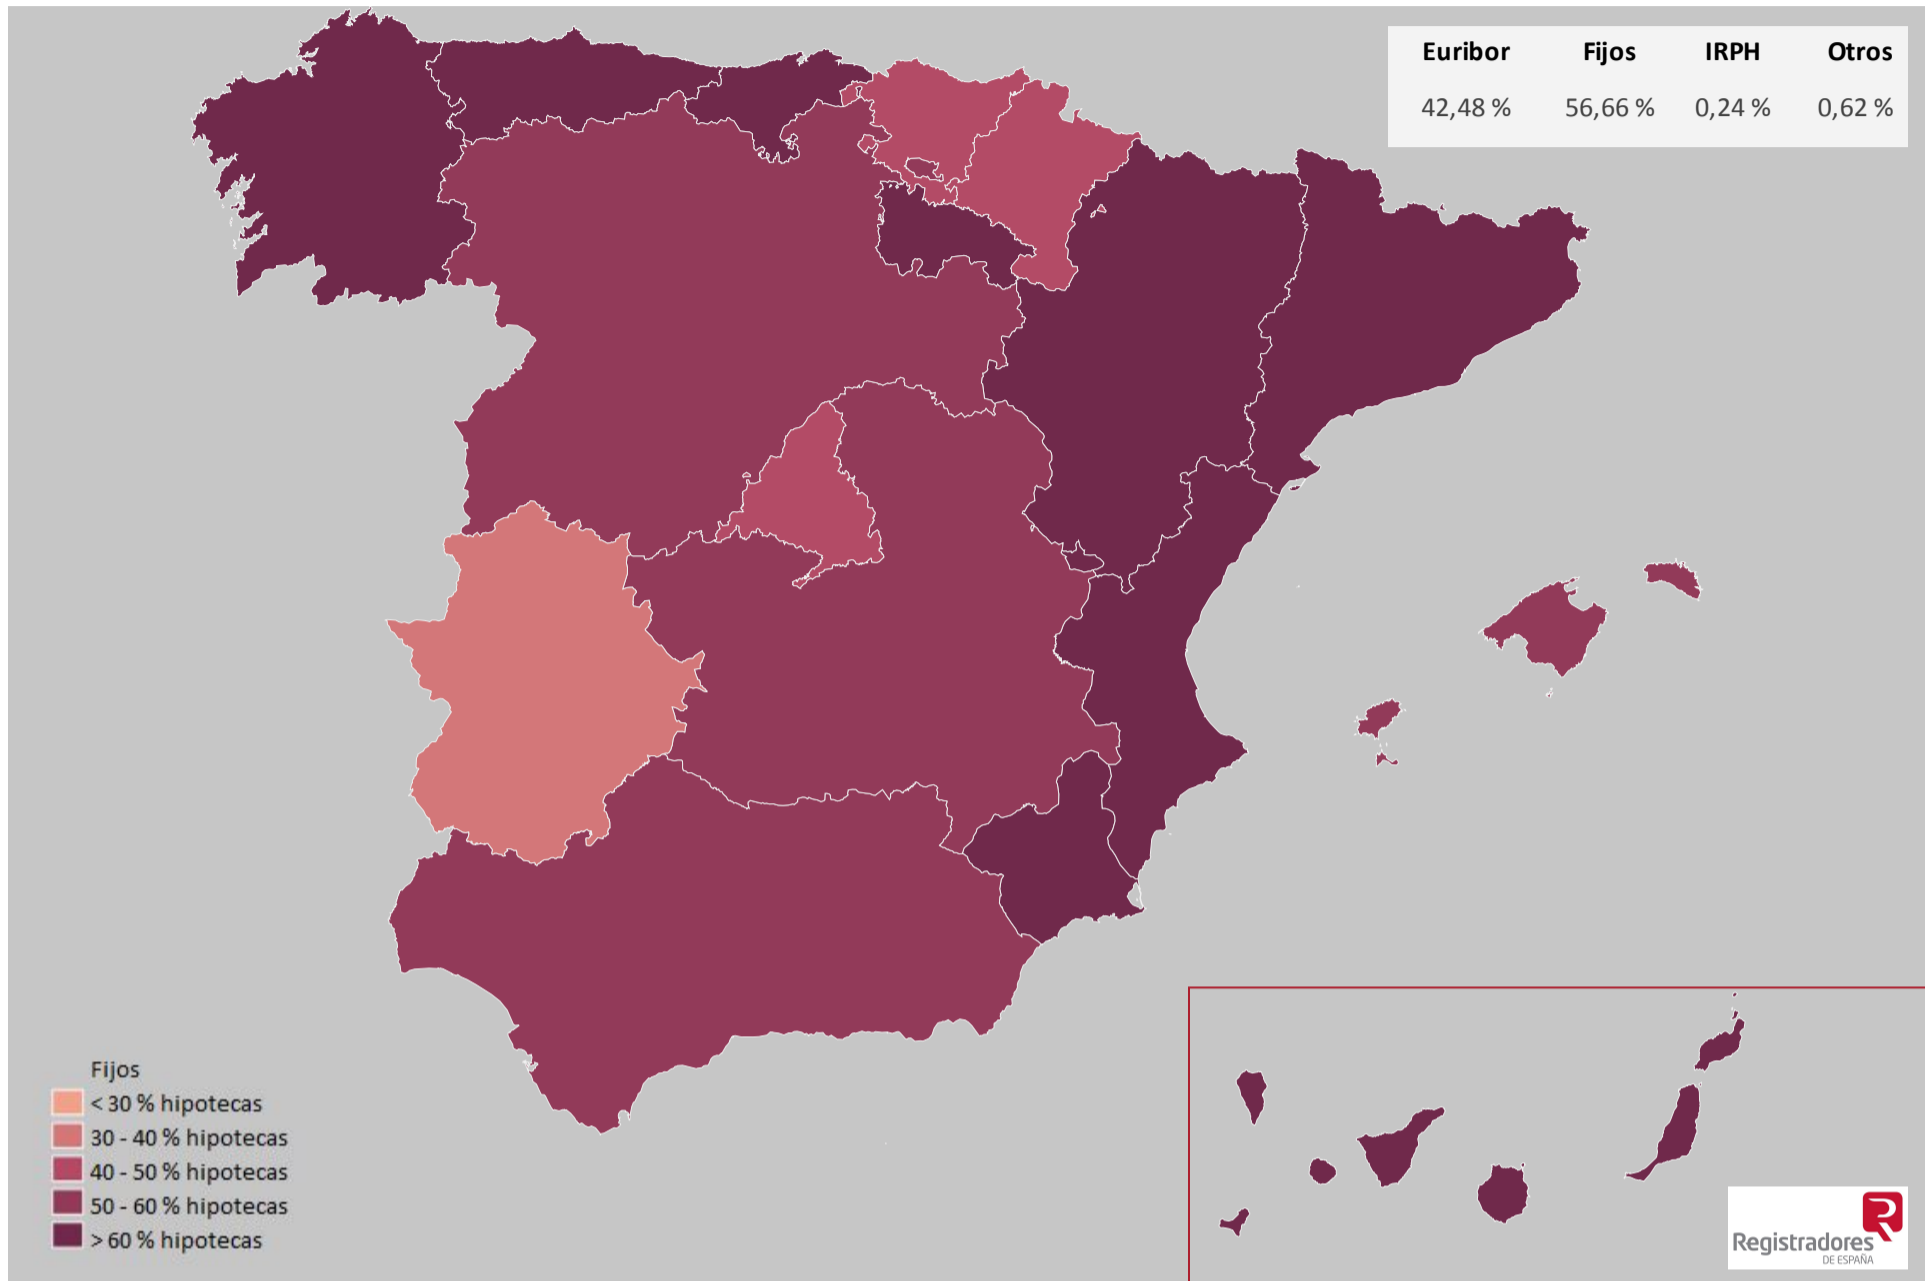 Euribor Fijos IRPH Otros
42,48 % 56,66 % 0,24 % 0,62 %
Fijos
< 30 % hipotecas
30 - 40 % hipotecas
40 - 50 % hipotecas
50 - 60 % hipotecas
> 60 % hipotecas
Registradores
DE ESPAÑA